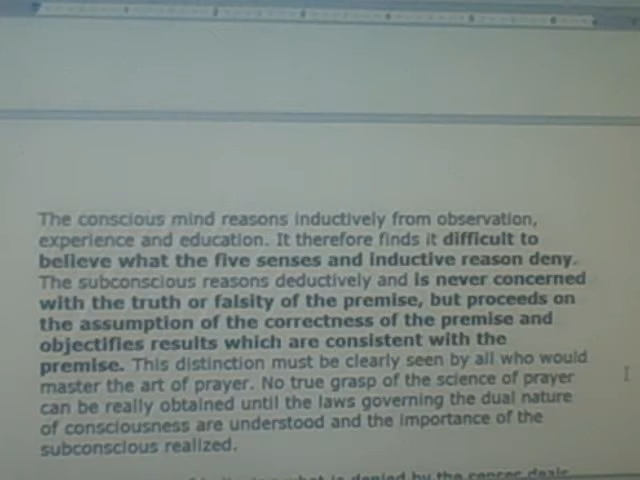 The conscious mind reasons inductively from observation,
experience and education. It therefore finds it difficult to
believe what the five senses and inductive reason deny.
The subconscious reasons deductively and is never concerned
with the truth or falsity of the premise, but proceeds on
the assumption of the correctness of the premise and
objectifies results which are consistent with the
premise. This distinction must be clearly seen by all who would
master the art of prayer. No true grasp of the science of prayer
can be really obtained until the laws governing the dual nature
of consciousness are understood and the importance of the
subconscious realized.
what is denied by the